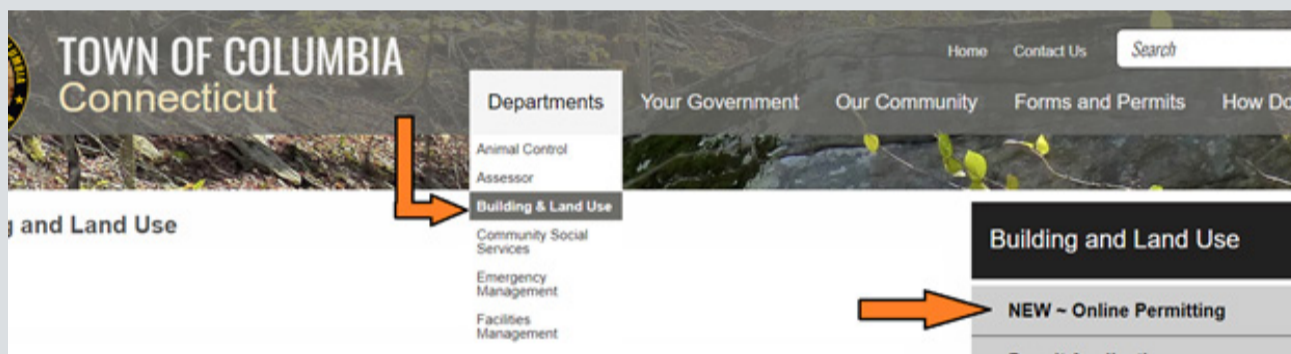 TOWN OF COLUMBIA
Connecticut
Home
Contact Us
Search
Departments
Your Government
Our Community
Forms and Permits
How Do
Animal Control
Assessor
Building & Land Use
Community Social
Services
Emergency
Management
Facilities
Management
and Land Use
Building and Land Use
NEW ~ Online Permitting